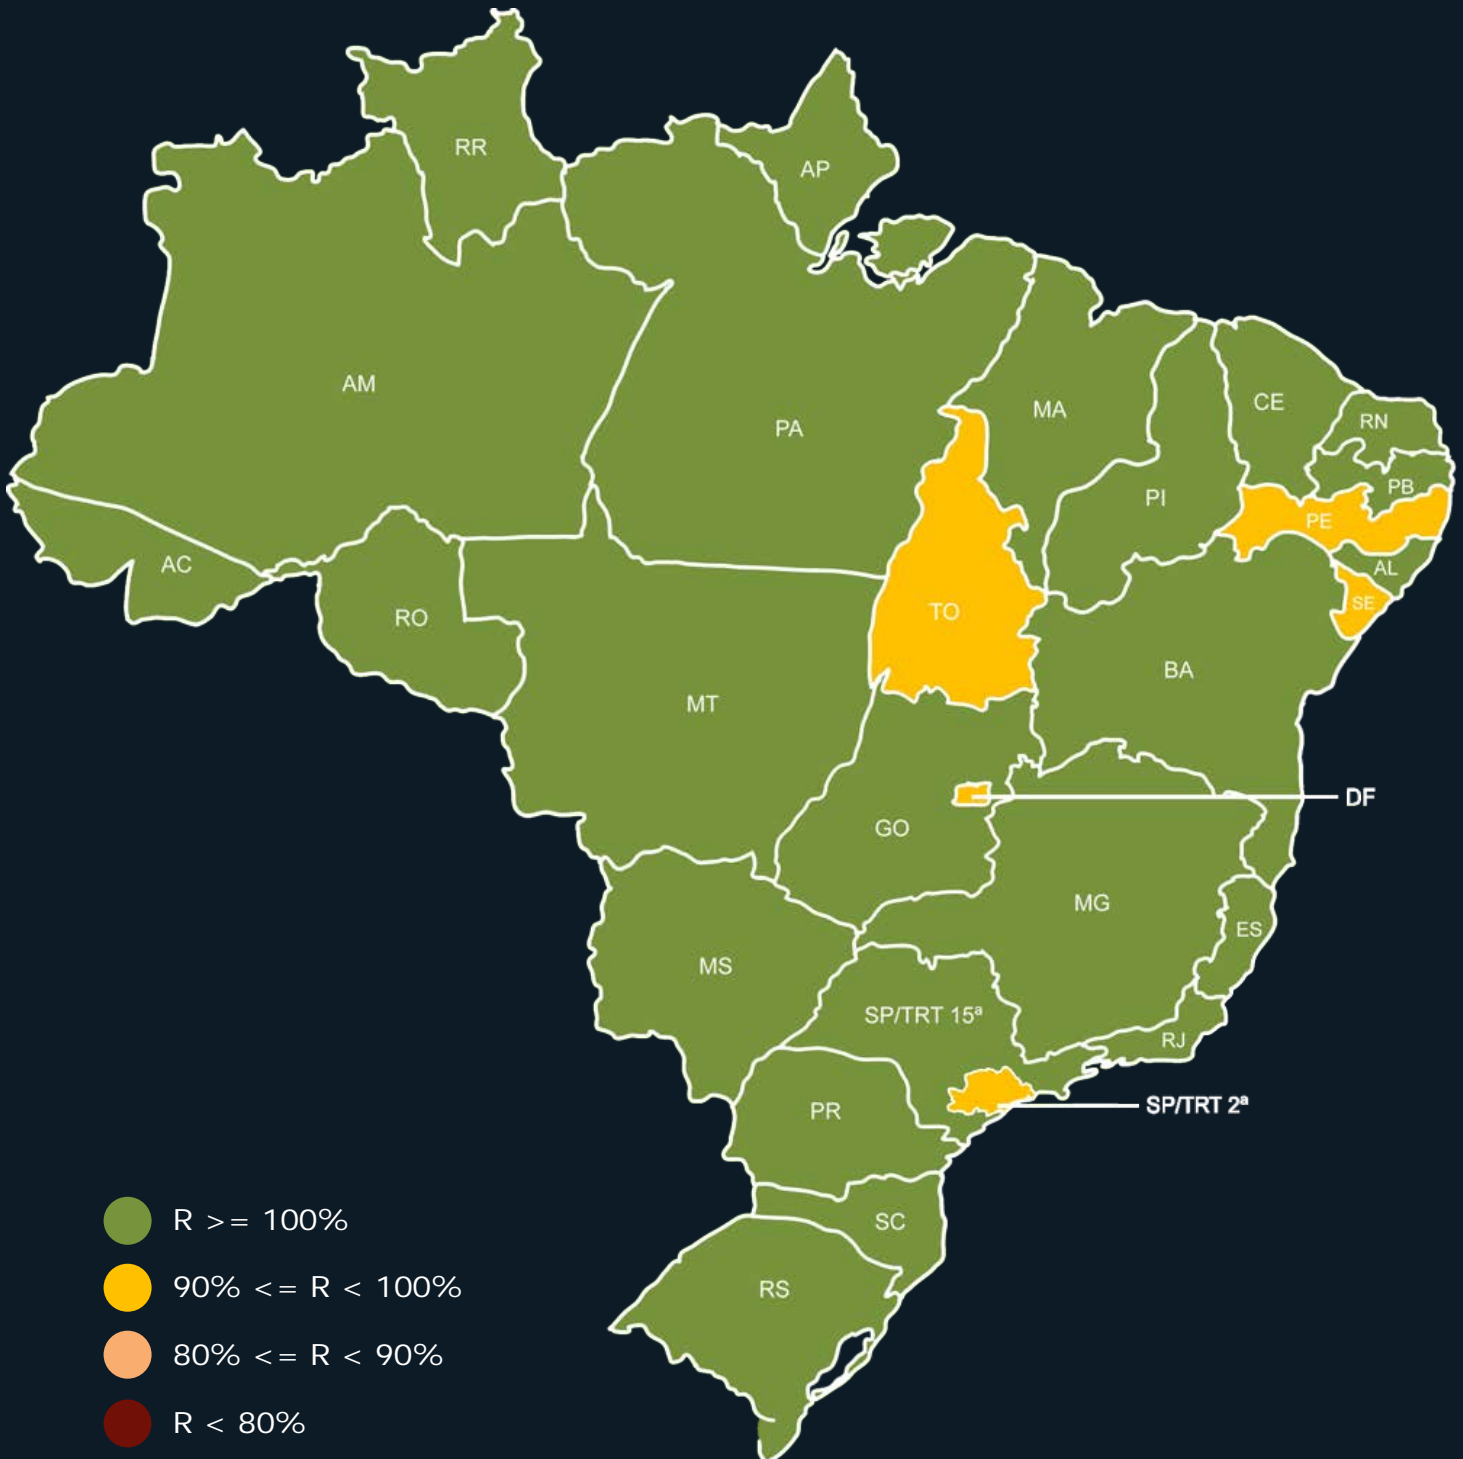 RR
AP
AM
PA
MA
CE
RN
PI
PB
PE
AC
AL
SE
RO
TO
BA
MT
DF
GO
MG
ES
MS
SP/TRT 15ª
RJ
SP/TRT 2ª
PR
SC
RS
R >= 100%
90% <= R < 100%
80% <= R < 90%
R < 80%